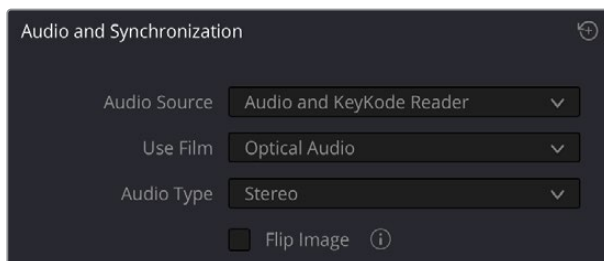 Audio and Synchronization
Audio Source Audio and KeyKode Reader
Use Film Optical Audio
Audio Type Stereo
Flip Image